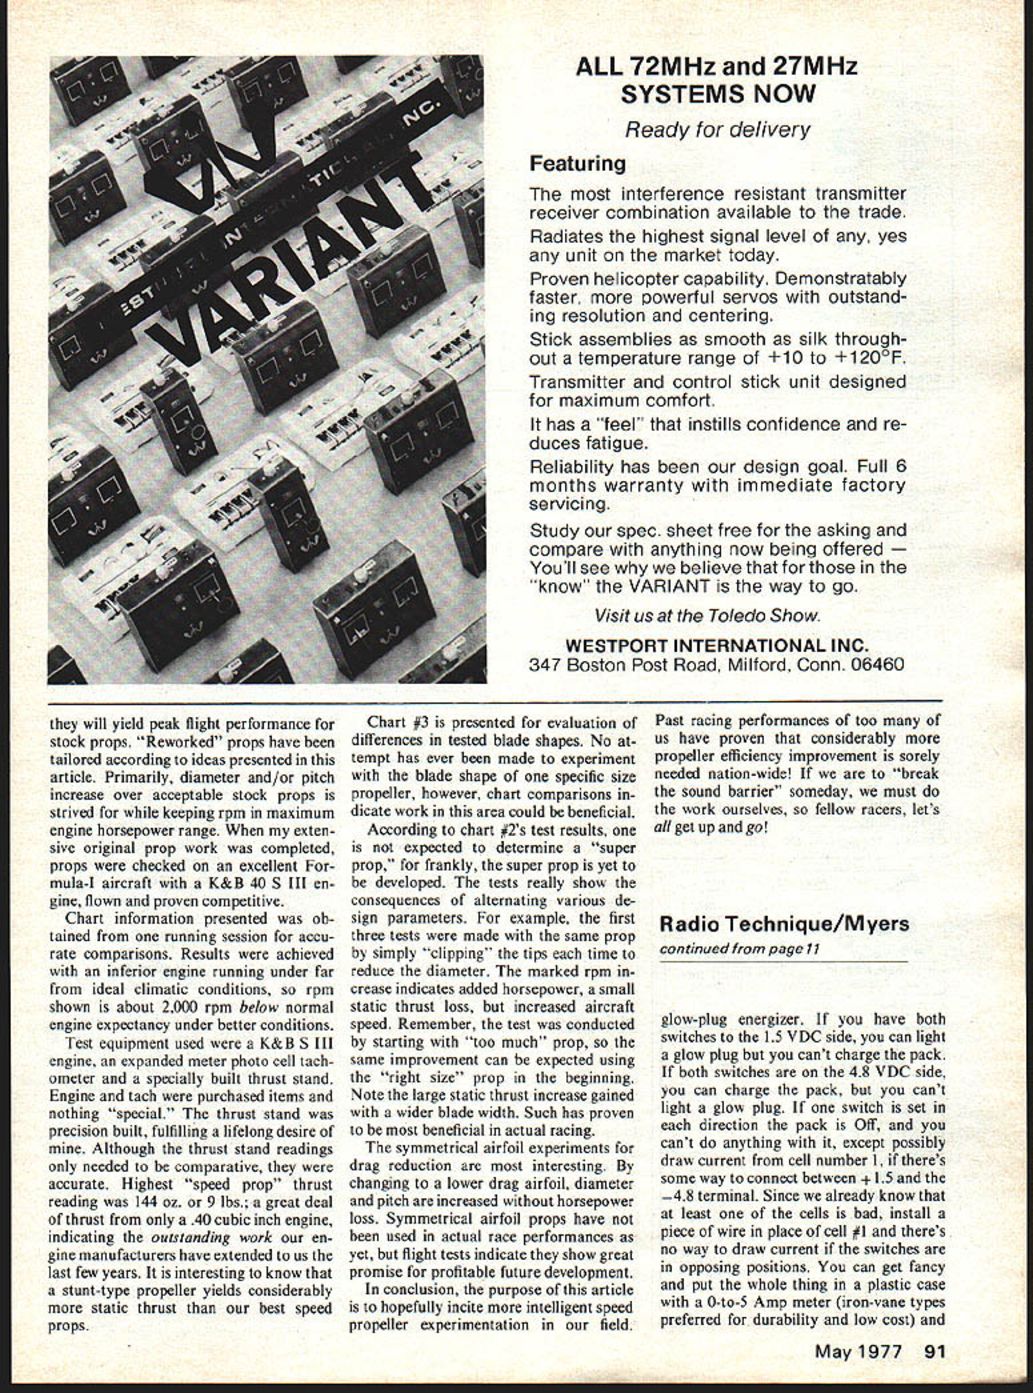 WESTPORT INTERNATIONAL INC.
VARIANT
ALL 72MHz and 27MHz
SYSTEMS NOW
Ready for delivery
Featuring
The most interference resistant transmitter
receiver combination available to the trade.
Radiates the highest signal level of any, yes
any unit on the market today.
Proven helicopter capability. Demonstratably
faster, more powerful servos with outstand-
ing resolution and centering.
Stick assemblies as smooth as silk through-
out a temperature range of +10 to +120°F.
Transmitter and control stick unit designed
for maximum comfort.
It has a "feel" that instills confidence and re-
duces fatigue.
Reliability has been our design goal. Full 6
months warranty with immediate factory
servicing.
Study our spec. sheet free for the asking and
compare with anything now being offered —
You'll see why we believe that for those in the
"know" the VARIANT is the way to go.
Visit us at the Toledo Show.
WESTPORT INTERNATIONAL INC.
347 Boston Post Road, Milford, Conn. 06460
they will yield peak flight performance for
stock props. "Reworked" props have been
tailored according to ideas presented in this
article. Primarily, diameter and/or pitch
increase over acceptable stock props is
strived for while keeping rpm in maximum
engine horsepower range. When my exten-
sive original prop work was completed,
props were checked on an excellent For-
mula-I aircraft with a K&B 40 S III en-
gine, flown and proven competitive.
Chart information presented was ob-
tained from one running session for accu-
rate comparisons. Results were achieved
with an inferior engine running under far
from ideal climatic conditions, so rpm
shown is about 2,000 rpm below normal
engine expectancy under better conditions.
Test equipment used were a K&B S III
engine, an expanded meter photo cell tach-
ometer and a specially built thrust stand.
Engine and tach were purchased items and
nothing "special." The thrust stand was
precision built, fulfilling a lifelong desire of
mine. Although the thrust stand readings
only needed to be comparative, they were
accurate. Highest "speed prop" thrust
reading was 144 oz. or 9 lbs.; a great deal
of thrust from only a .40 cubic inch engine,
indicating the outstanding work our en-
gine manufacturers have extended to us the
last few years. It is interesting to know that
a stunt-type propeller yields considerably
more static thrust than our best speed
props.
Chart #3 is presented for evaluation of
differences in tested blade shapes. No at-
tempt has ever been made to experiment
with the blade shape of one specific size
propeller, however, chart comparisons in-
dicate work in this area could be beneficial.
According to chart #2's test results, one
is not expected to determine a "super
prop," for frankly, the super prop is yet to
be developed. The tests really show the
consequences of alternating various de-
sign parameters. For example, the first
three tests were made with the same prop
by simply "clipping" the tips each time to
reduce the diameter. The marked rpm in-
crease indicates added horsepower, a small
static thrust loss, but increased aircraft
speed. Remember, the test was conducted
by starting with "too much" prop, so the
same improvement can be expected using
the "right size" prop in the beginning.
Note the large static thrust increase gained
with a wider blade width. Such has proven
to be most beneficial in actual racing.
The symmetrical airfoil experiments for
drag reduction are most interesting. By
changing to a lower drag airfoil, diameter
and pitch are increased without horsepower
loss. Symmetrical airfoil props have not
been used in actual race performances as
yet, but flight tests indicate they show great
promise for profitable future development.
In conclusion, the purpose of this article
is to hopefully incite more intelligent speed
propeller experimentation in our field.
Past racing performances of too many of
us have proven that considerably more
propeller efficiency improvement is sorely
needed nation-wide! If we are to "break
the sound barrier" someday, we must do
the work ourselves, so fellow racers, let's
all get up and go!
Radio Technique/Myers
continued from page 11
glow-plug energizer. If you have both
switches to the 1.5 VDC side, you can light
a glow plug but you can't charge the pack.
If both switches are on the 4.8 VDC side,
you can charge the pack, but you can't
light a glow plug. If one switch is set in
each direction the pack is Off, and you
can't do anything with it, except possibly
draw current from cell number 1, if there's
some way to connect between +1.5 and the
−4.8 terminal. Since we already know that
at least one of the cells is bad, install a
piece of wire in place of cell #1 and there's
no way to draw current if the switches are
in opposing positions. You can get fancy
and put the whole thing in a plastic case
with a 0-to-5 Amp meter (iron-vane types
preferred for durability and low cost) and
May 1977 91